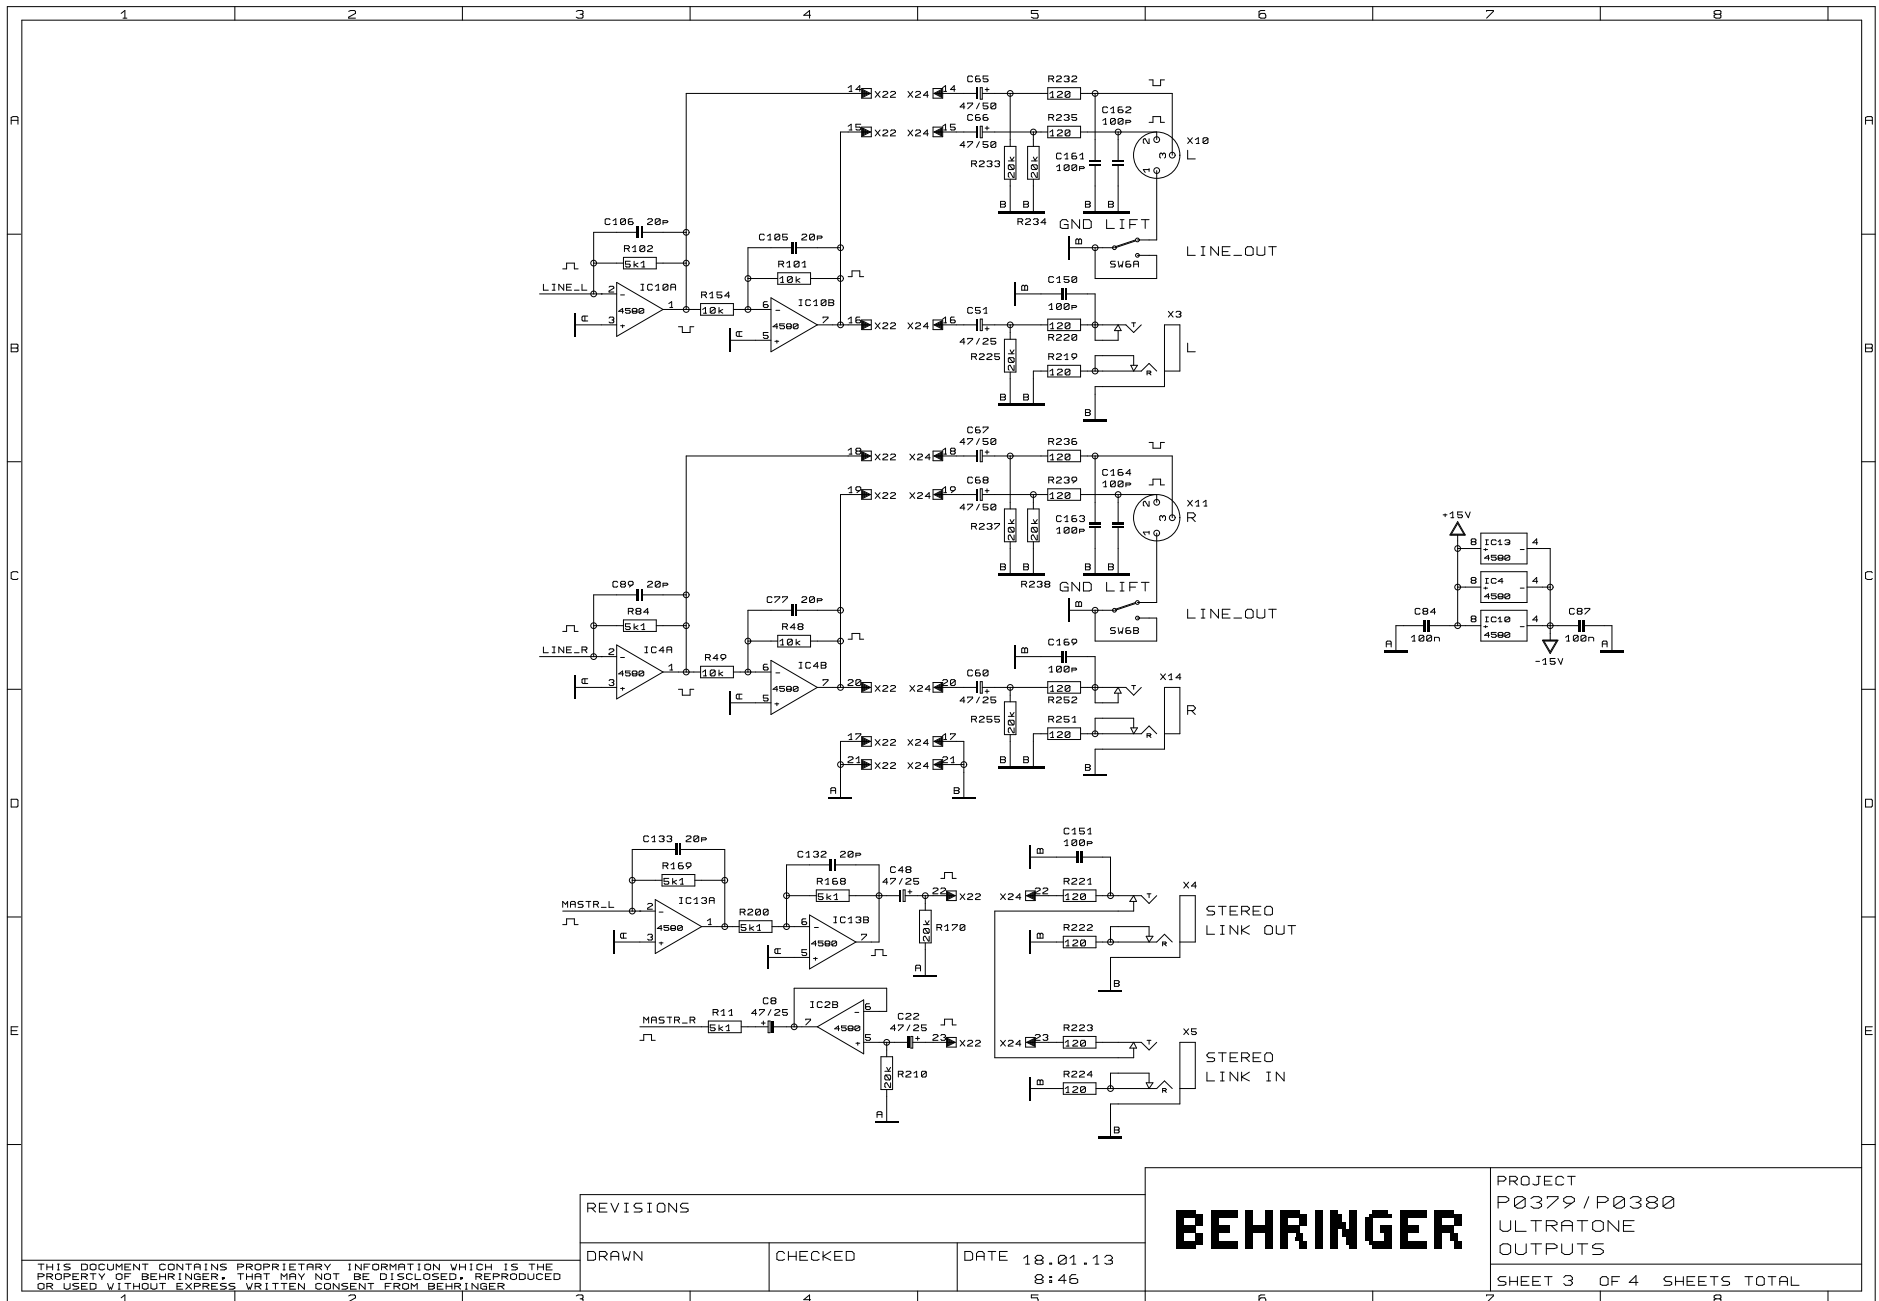 1 2 3 4 5 6 7 8
A A
C65
47/50
R232
120
14 X22 X24 14
C66
47/50
R235
120
15 X22 X24 15
C162
100p
X10
L
2
3
1
R233
20k
20k
R234
C161
100p
B B B B
GND LIFT
B
SW6A
LINE_OUT
C106 20p
R102
5k1
C105 20p
R101
10k
LINE_L
2
3
IC10A
4580
1
A
R154
10k
6
5
IC10B
4580
7
A
16 X22 X24 16
C51
47/25
B
C150
100p
120
R220
T
X3
L
R225
20k
R219
120
R
B B B
B B
C67
47/50
R236
120
18 X22 X24 18
C68
47/50
R239
120
19 X22 X24 19
C164
100p
X11
R
2
3
1
R237
20k
20k
R238
C163
100p
B B B B
GND LIFT
B
SW6B
LINE_OUT
+15V
8 IC13 4
4580
8 IC4 4
4580
8 IC10 4
4580
C84
100n
A
C87
100n
A
-15V
C C
C89 20p
R84
5k1
C77 20p
R48
10k
LINE_R
2
3
IC4A
4580
1
A
R49
10k
6
5
IC4B
4580
7
A
20 X22 X24 20
C60
47/25
B
C169
100p
120
R252
T
X14
R
R255
20k
R251
120
R
B B B
17 X22 X24 17
21 X22 X24 21
A B
D D
C133 20p
R169
5k1
C132 20p
R168
5k1
C48
47/25
MASTR_L
2
3
IC13A
4580
1
A
R200
5k1
6
5
IC13B
4580
7
A
22 X22
R170
20k
A
B
C151
100p
X24 22
R221
120
T
X4
STEREO
LINK OUT
B
R222
120
R
B
MASTR_R
R11
5k1
C8
47/25
7
IC2B
4580
6
5
C22
47/25
23 X22
R210
20k
A
X24 23
R223
120
T
X5
STEREO
LINK IN
B
R224
120
R
B
E E
REVISIONS
DRAWN
CHECKED
DATE 18.01.13
8:46
BEHRINGER
PROJECT
P0379/P0380
ULTRATONE
OUTPUTS
SHEET 3 OF 4 SHEETS TOTAL
THIS DOCUMENT CONTAINS PROPRIETARY INFORMATION WHICH IS THE
PROPERTY OF BEHRINGER, THAT MAY NOT BE DISCLOSED, REPRODUCED
OR USED WITHOUT EXPRESS WRITTEN CONSENT FROM BEHRINGER
1 2 3 4 5 6 7 8